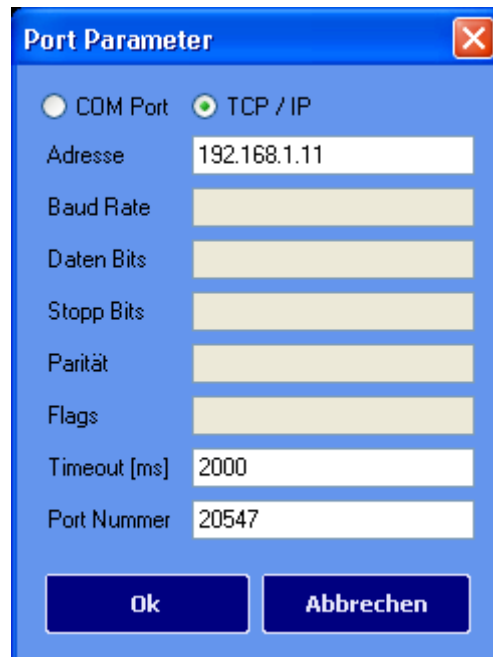 Port Parameter
COM Port TCP / IP
Adresse 192.168.1.11
Baud Rate
Daten Bits
Stopp Bits
Parität
Flags
Timeout [ms] 2000
Port Nummer 20547
Ok Abbrechen